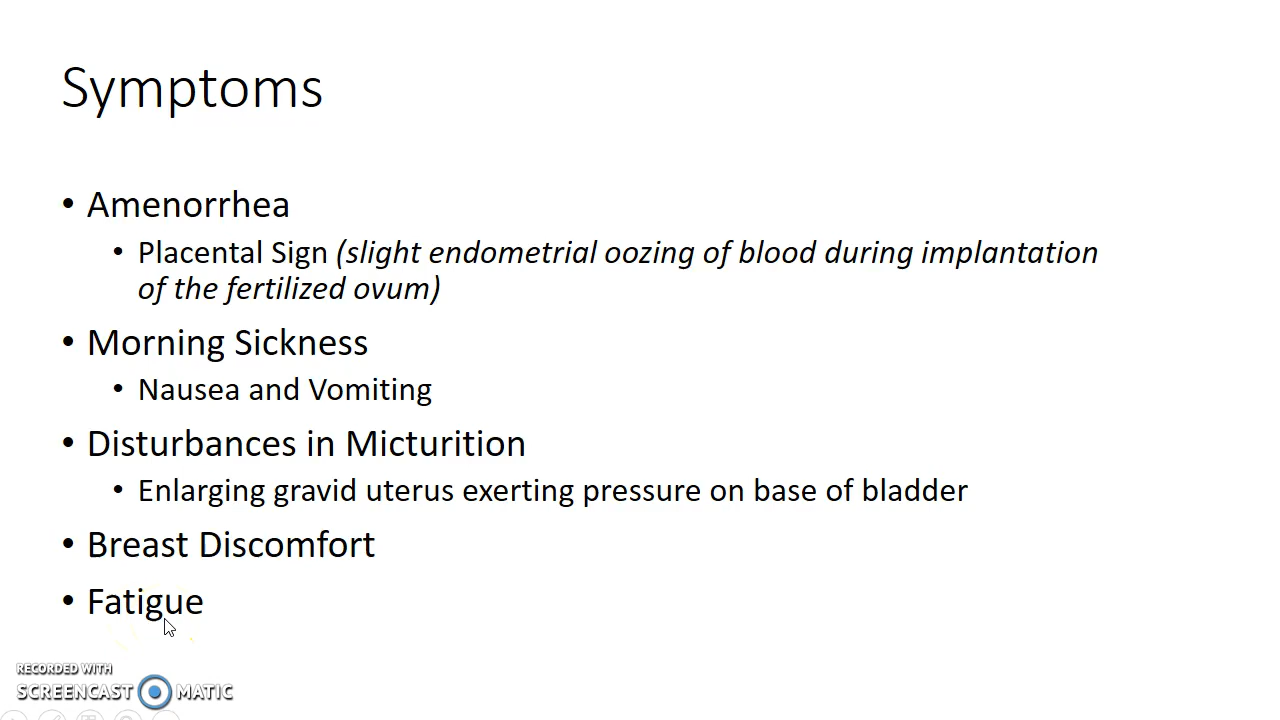 Symptoms
• Amenorrhea
• Placental Sign (slight endometrial oozing of blood during implantation
of the fertilized ovum)
• Morning Sickness
• Nausea and Vomiting
• Disturbances in Micturition
• Enlarging gravid uterus exerting pressure on base of bladder
• Breast Discomfort
• Fatigue
RECORDED WITH
SCREENCAST MATIC